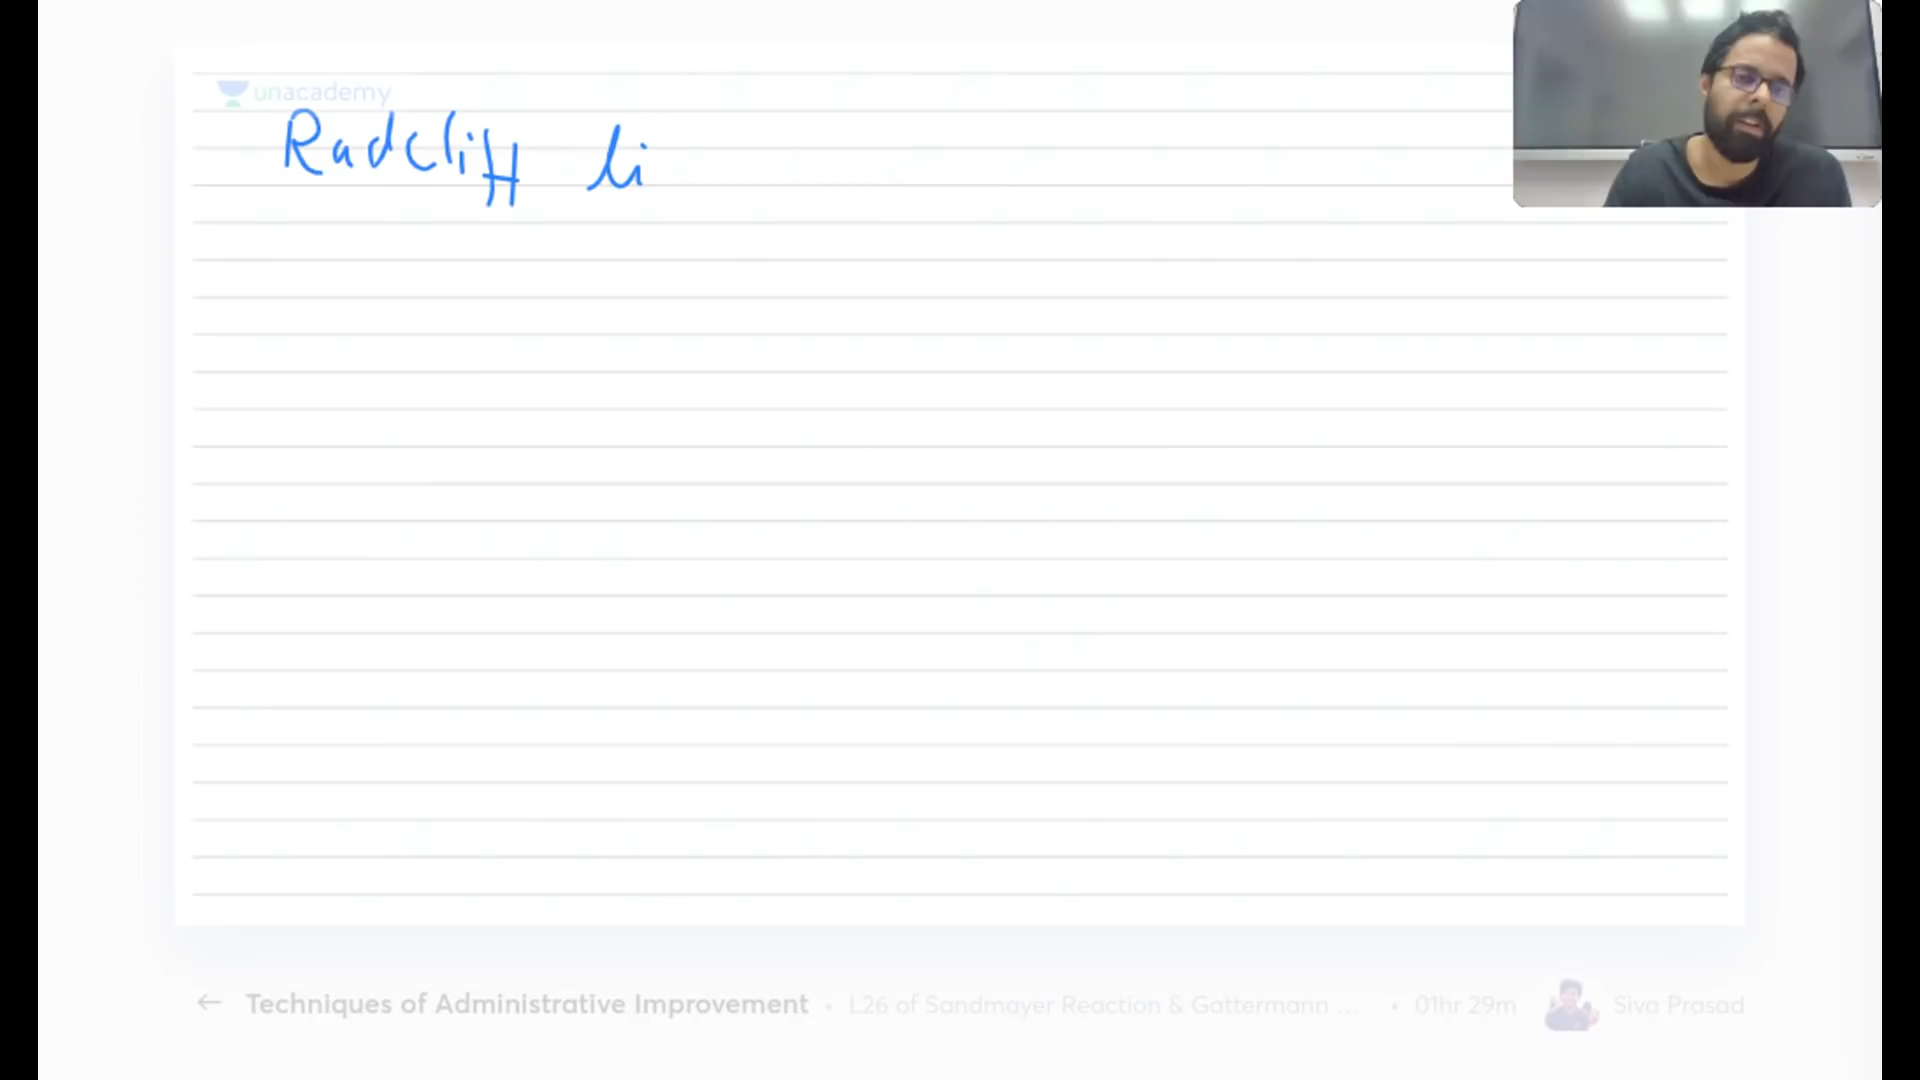 unacademy
Radcliff li
← Techniques of Administrative Improvement • L26 of Sandmayer Reaction & Gattermann ... • 01hr 29m Siva Prasad